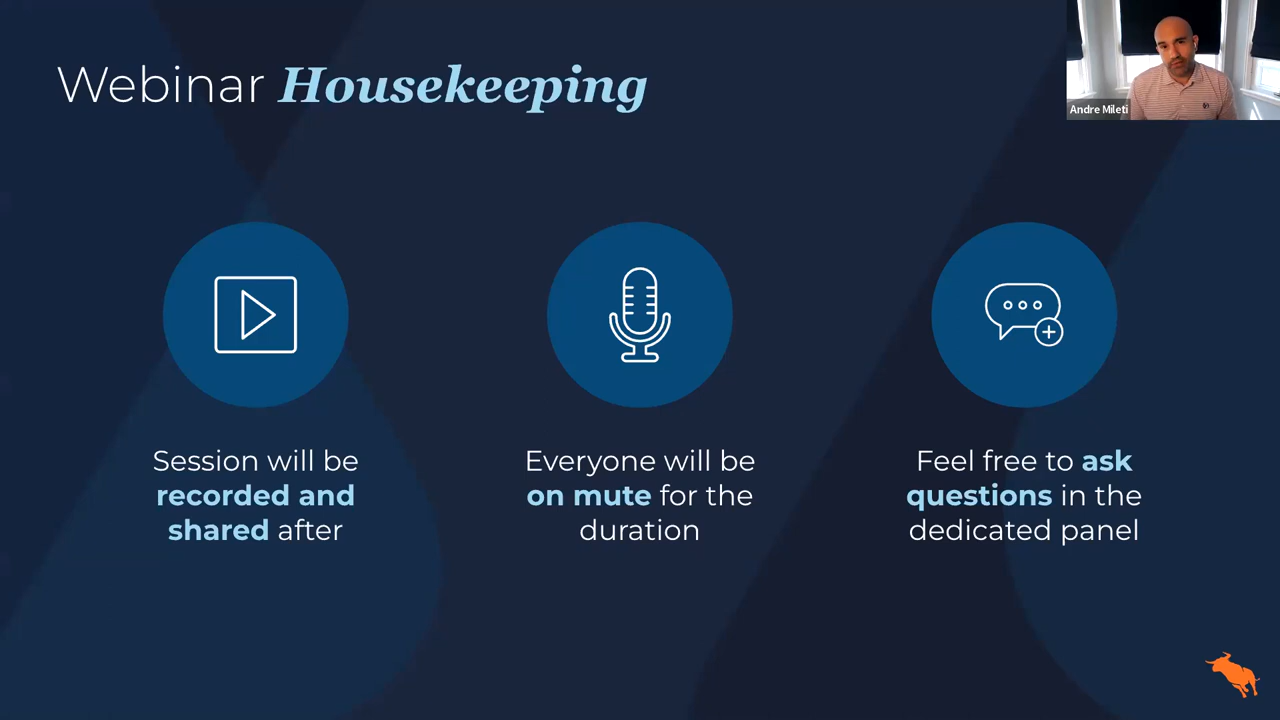 Webinar Housekeeping
Andre Mileti
Session will be
recorded and
shared after
Everyone will be
on mute for the
duration
Feel free to ask
questions in the
dedicated panel